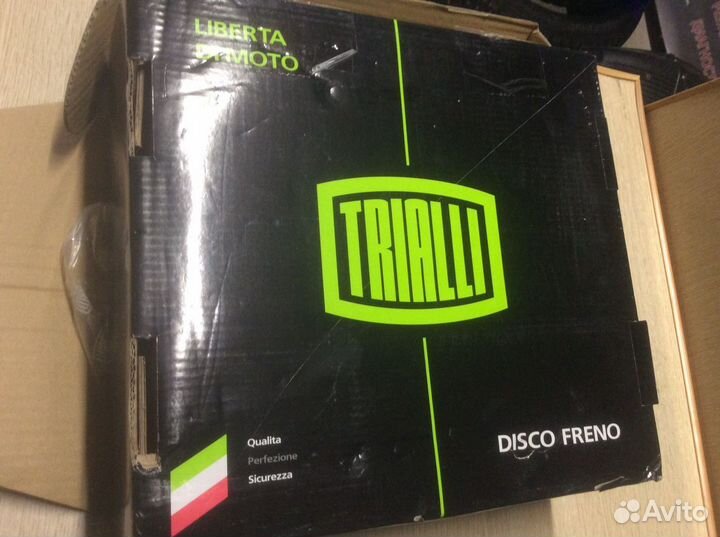 LIBERTA
DI MOTO
TRIALLI
Qualita
Perfezione
Sicurezza
DISCO FRENO
Avito